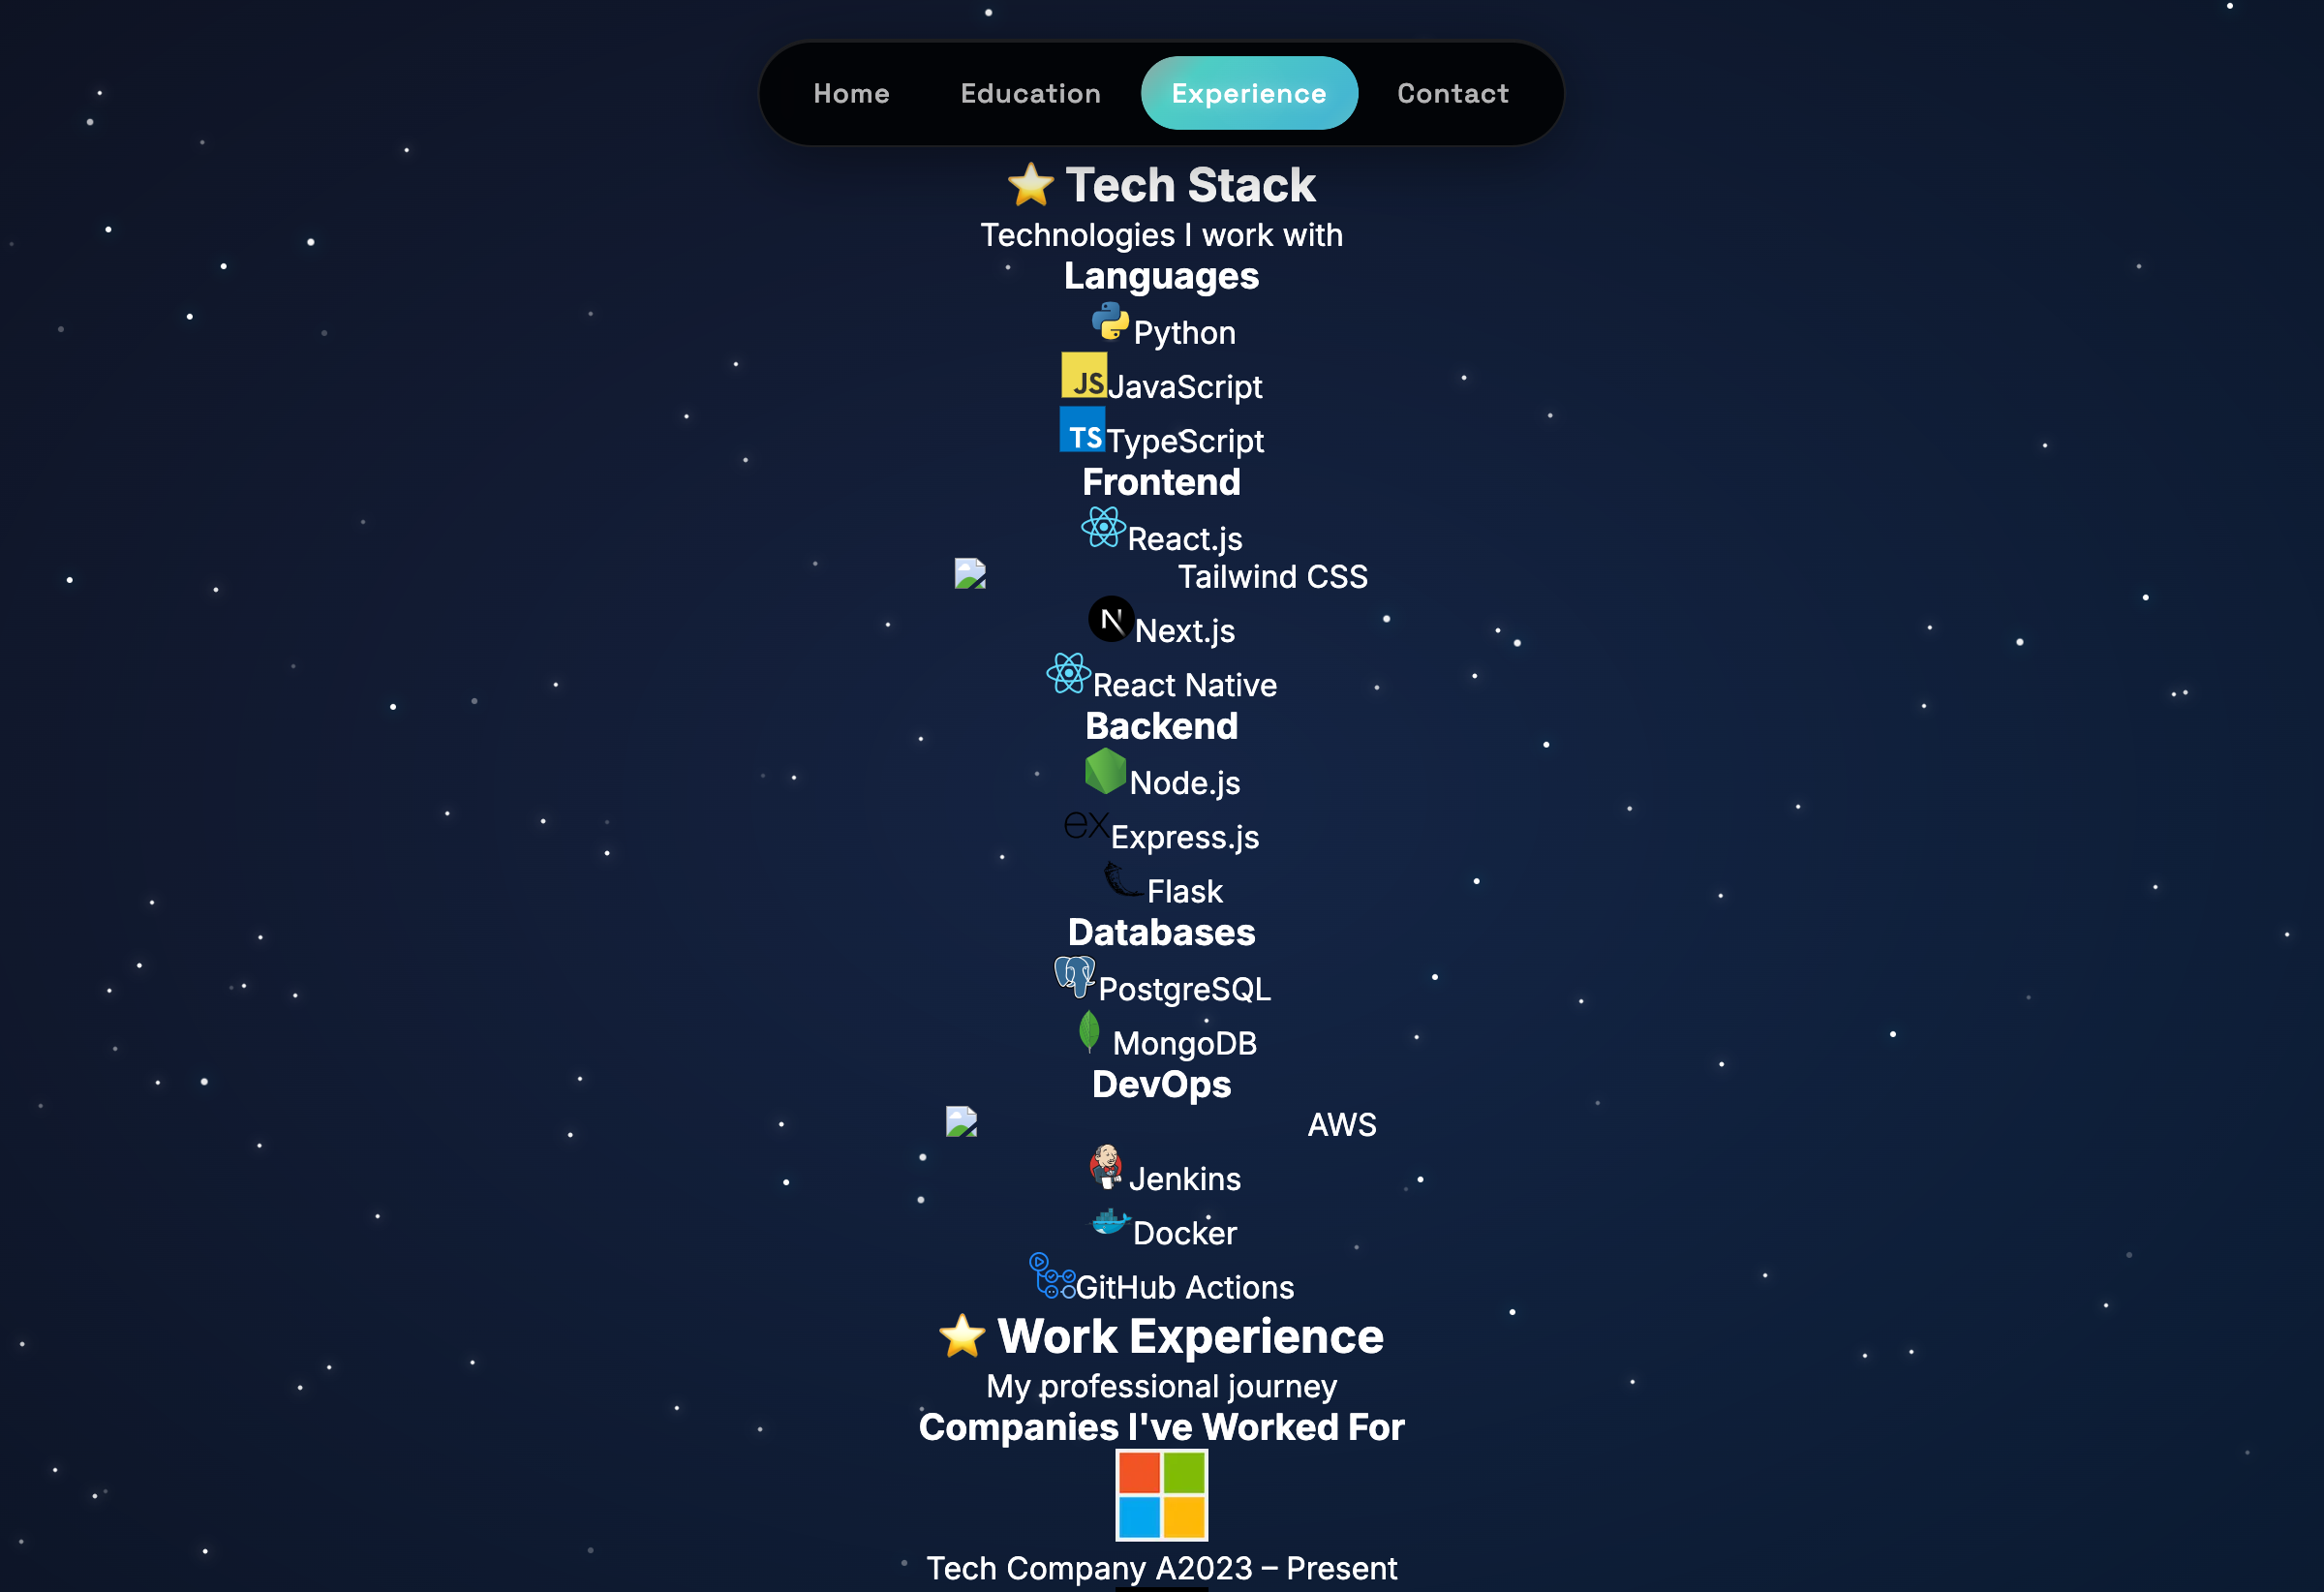 Home Education Experience Contact
Tech Stack
Technologies I work with
Languages
Python
JS JavaScript
TS TypeScript
Frontend
React.js
Tailwind CSS
N Next.js
React Native
Backend
Node.js
ex Express.js
Flask
Databases
PostgreSQL
MongoDB
DevOps
AWS
Jenkins
Docker
GitHub Actions
Work Experience
My professional journey
Companies I've Worked For
Tech Company A2023 – Present